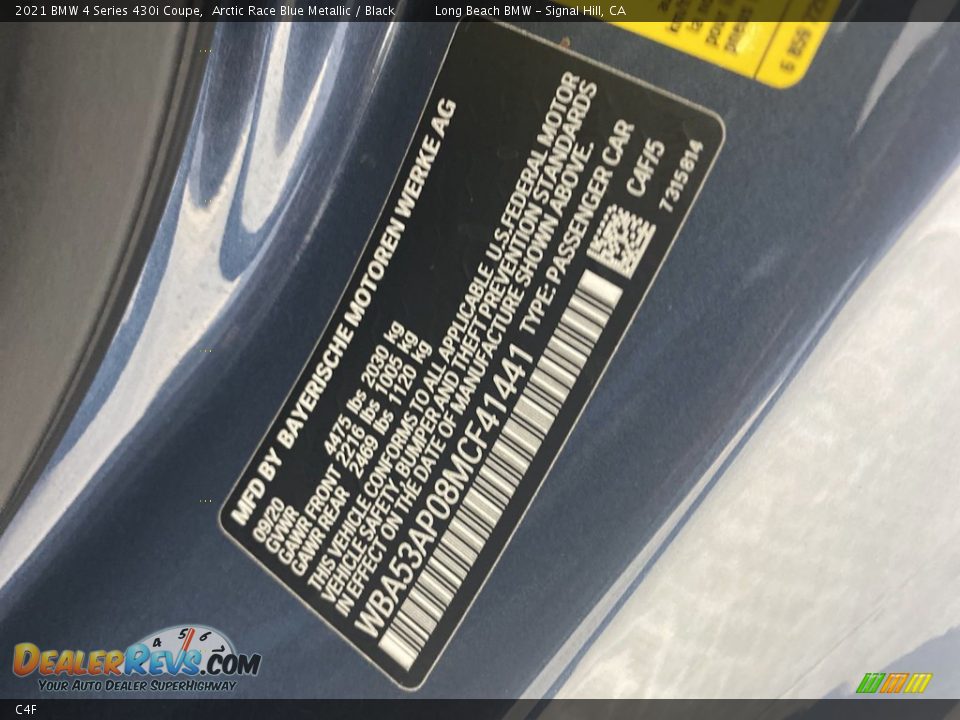 2021 BMW 4 Series 430i Coupe, Arctic Race Blue Metallic / Black    Long Beach BMW - Signal Hill, CA
MFD BY BAYERISCHE MOTOREN WERKE AG
09/20
GVWR 4475 lbs 2030 kg
GAWR FRONT 2216 lbs 1005 kg
GAWR REAR 2469 lbs 1120 kg
THIS VEHICLE CONFORMS TO ALL APPLICABLE U.S.FEDERAL MOTOR
VEHICLE SAFETY, BUMPER AND THEFT PREVENTION STANDARDS
IN EFFECT ON THE DATE OF MANUFACTURE SHOWN ABOVE.
WBA53AP08MCF41441 TYPE: PASSENGER CAR
C4F/5
7315814
4 5 6 7
DEALERREVS.COM
YOUR AUTO DEALER SUPERHIGHWAY
C4F